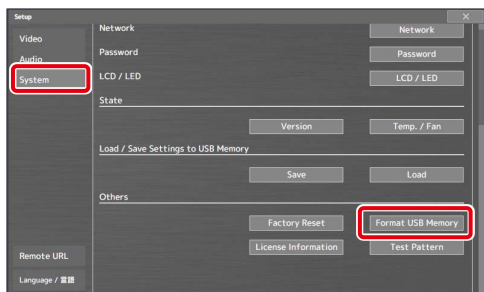 Setup
Video
Audio
System
Remote URL
Language / 言語
Network
Network
Password
Password
LCD / LED
LCD / LED
State
Version
Temp. / Fan
Load / Save Settings to USB Memory
Save
Load
Others
Factory Reset
Format USB Memory
License Information
Test Pattern